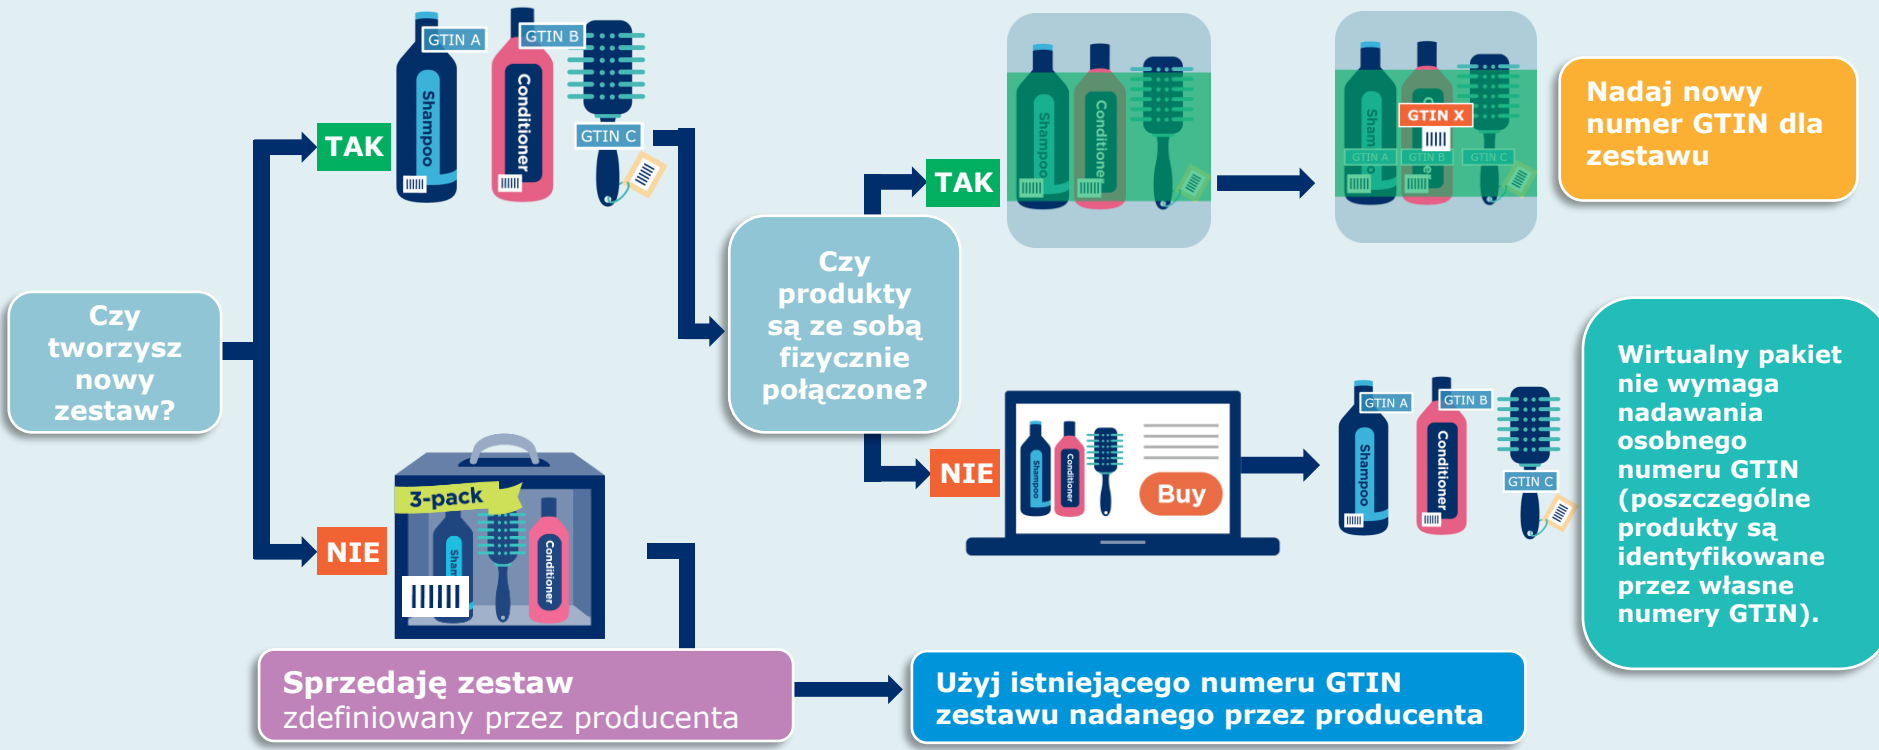 Czy
tworzysz
nowy
zestaw?
TAK
GTIN A
GTIN B
GTIN C
Shampoo
Conditioner
NIE
3-pack
Sham
Conditioner
Sprzedaję zestaw
zdefiniowany przez producenta
Użyj istniejącego numeru GTIN
zestawu nadanego przez producenta
Czy
produkty
są ze sobą
fizycznie
połączone?
TAK
Shampoo
Conditioner
GTIN X
GTIN A
GTIN B
GTIN C
Nadaj nowy
numer GTIN dla
zestawu
NIE
Shampoo
Conditioner
Buy
GTIN A
GTIN B
GTIN C
Shampoo
Conditioner
Wirtualny pakiet
nie wymaga
nadawania
osobnego
numeru GTIN
(poszczególne
produkty są
identyfikowane
przez własne
numery GTIN).